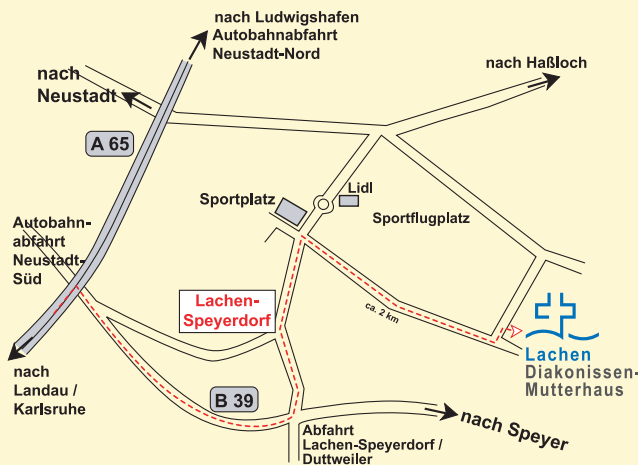 nach Ludwigshafen
Autobahnabfahrt
Neustadt-Nord
nach
Neustadt
nach Haßloch
A 65
Sportplatz
Lidl
Sportflugplatz
Autobahn-
abfahrt
Neustadt-
Süd
Lachen-
Speyerdorf
ca. 2 km
Lachen
Diakonissen-
Mutterhaus
nach
Landau /
Karlsruhe
B 39
nach Speyer
Abfahrt
Lachen-Speyerdorf /
Duttweiler